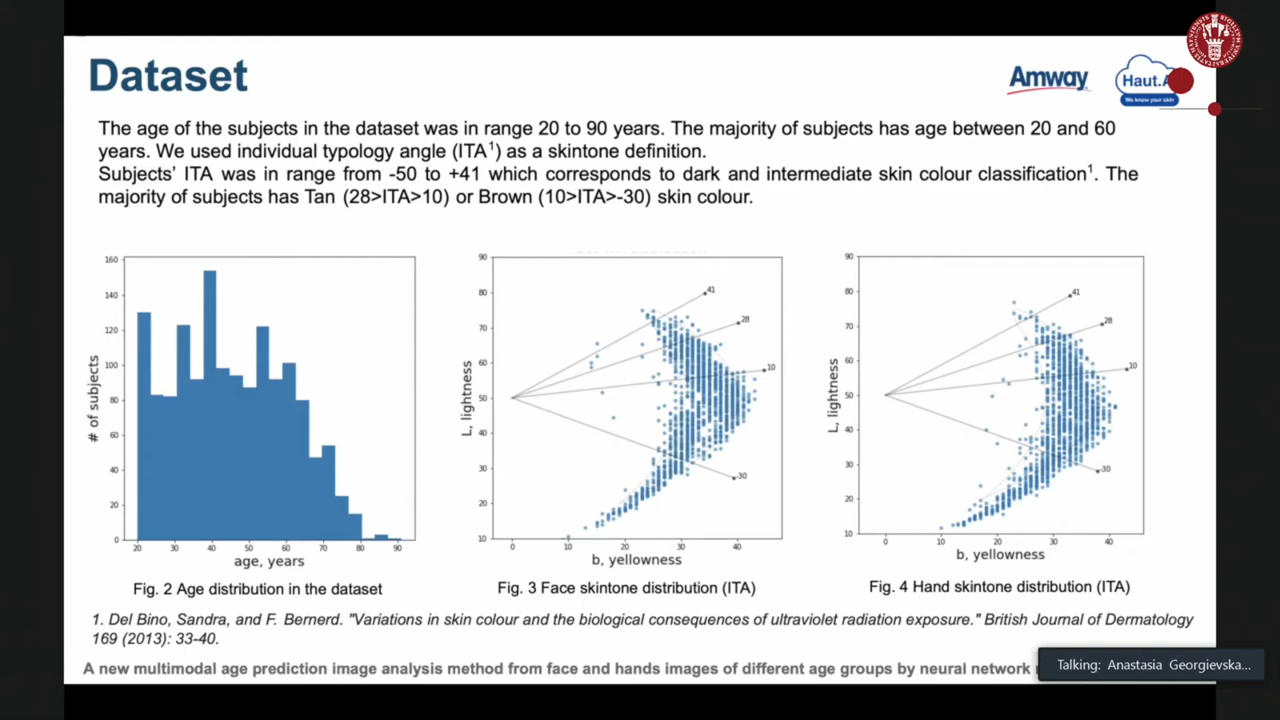 Dataset
Amway
Haut.
We know your skin
The age of the subjects in the dataset was in range 20 to 90 years. The majority of subjects has age between 20 and 60
years. We used individual typology angle (ITA¹) as a skintone definition.
Subjects' ITA was in range from -50 to +41 which corresponds to dark and intermediate skin colour classification¹. The
majority of subjects has Tan (28>ITA>10) or Brown (10>ITA>-30) skin colour.
160
140
120
100
80
60
40
20
0
# of subjects
20 30 40 50 60 70 80 90
age, years
Fig. 2 Age distribution in the dataset
90
80
70
60
50
40
30
20
10
L, lightness
41
28
10
-30
0 10 20 30 40
b, yellowness
Fig. 3 Face skintone distribution (ITA)
90
80
70
60
50
40
30
20
10
L, lightness
41
28
10
-30
0 10 20 30 40
b, yellowness
Fig. 4 Hand skintone distribution (ITA)
1. Del Bino, Sandra, and F. Bernerd. "Variations in skin colour and the biological consequences of ultraviolet radiation exposure." British Journal of Dermatology
169 (2013): 33-40.
A new multimodal age prediction image analysis method from face and hands images of different age groups by neural network
Talking: Anastasia Georgievska...